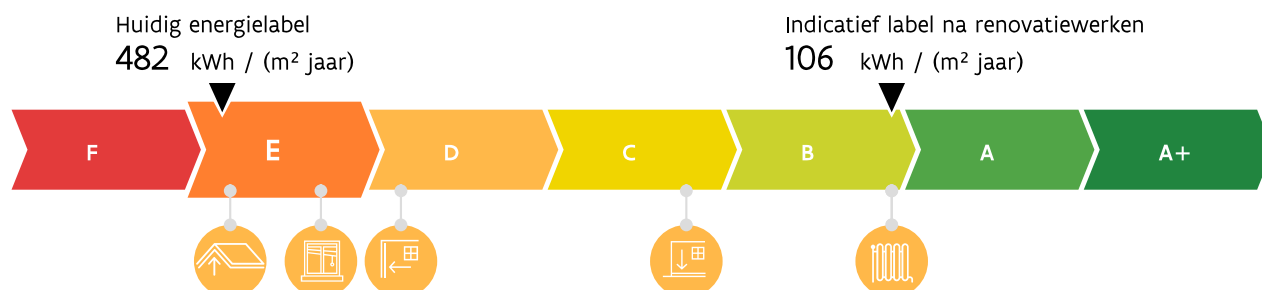 Huidig energielabel
482 kWh / (m² jaar)
Indicatief label na renovatiewerken
106 kWh / (m² jaar)
F E D C B A A+